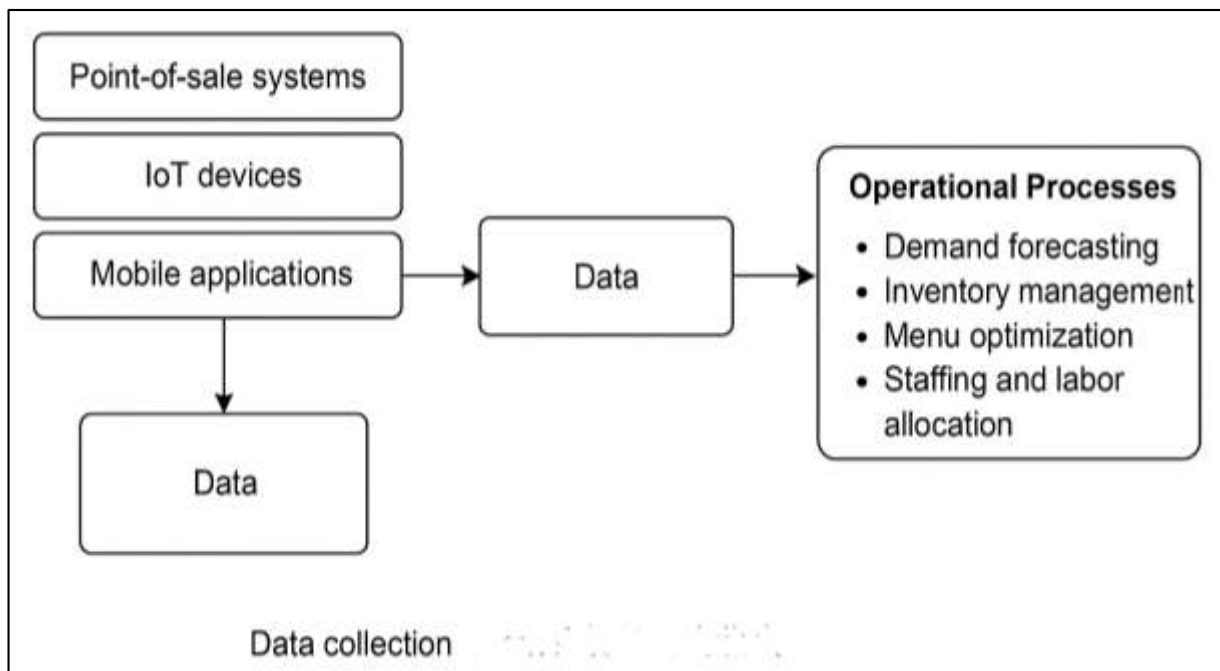 Point-of-sale systems
IoT devices
Mobile applications
Data
Data
Operational Processes
• Demand forecasting
• Inventory management
• Menu optimization
• Staffing and labor
allocation
Data collection